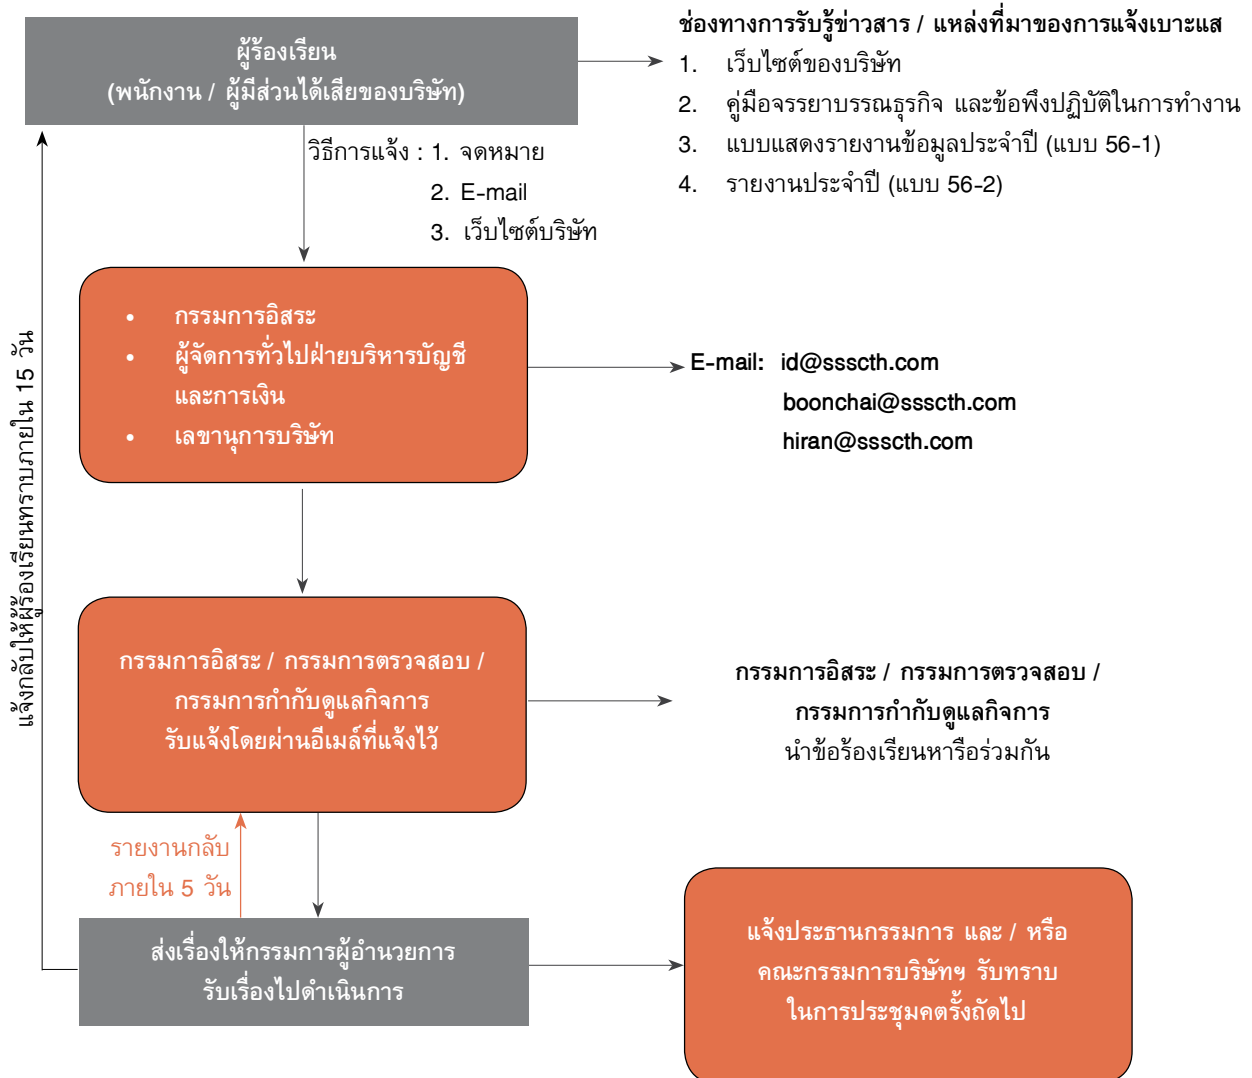 ผู้ร้องเรียน
(พนักงาน / ผู้มีส่วนได้เสียของบริษัท)
ช่องทางการรับรู้ข่าวสาร / แหล่งที่มาของการแจ้งเบาะแส
1. เว็บไซต์ของบริษัท
2. คู่มือจรรยาบรรณธุรกิจ และข้อพึงปฏิบัติในการทำงาน
3. แบบแสดงรายงานข้อมูลประจำปี (แบบ 56-1)
4. รายงานประจำปี (แบบ 56-2)
วิธีการแจ้ง : 1. จดหมาย
2. E-mail
3. เว็บไซต์บริษัท
• กรรมการอิสระ
• ผู้จัดการทั่วไปฝ่ายบริหารบัญชี
และการเงิน
• เลขานุการบริษัท
E-mail: id@ssscth.com
boonchai@ssscth.com
hiran@ssscth.com
แจ้งกลับให้ผู้ร้องเรียนทราบภายใน 15 วัน
กรรมการอิสระ / กรรมการตรวจสอบ /
กรรมการกำกับดูแลกิจการ
รับแจ้งโดยผ่านอีเมล์ที่แจ้งไว้
กรรมการอิสระ / กรรมการตรวจสอบ /
กรรมการกำกับดูแลกิจการ
นำข้อร้องเรียนหารือร่วมกัน
รายงานกลับ
ภายใน 5 วัน
ส่งเรื่องให้กรรมการผู้อำนวยการ
รับเรื่องไปดำเนินการ
แจ้งประธานกรรมการ และ / หรือ
คณะกรรมการบริษัทฯ รับทราบ
ในการประชุมคตรั้งถัดไป